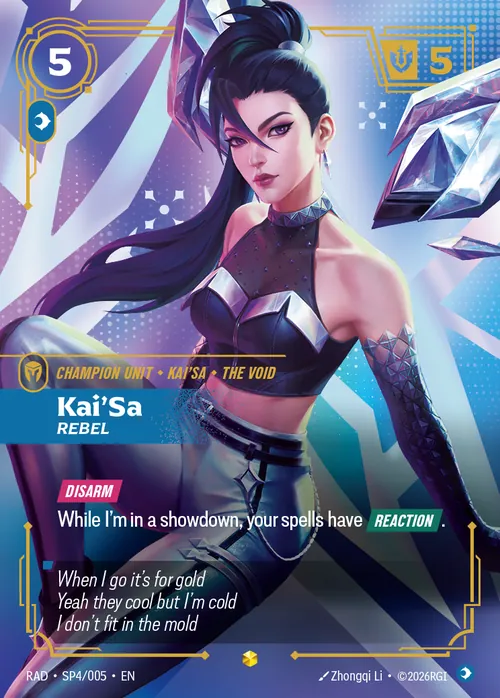 5
5
CHAMPION UNIT • KAI'SA • THE VOID
Kai'Sa
REBEL
DISARM
While I'm in a showdown, your spells have REACTION.
When I go it's for gold
Yeah they cool but I'm cold
I don't fit in the mold
RAD • SP4/005 • EN
Zhongqi Li • ©2026RGI